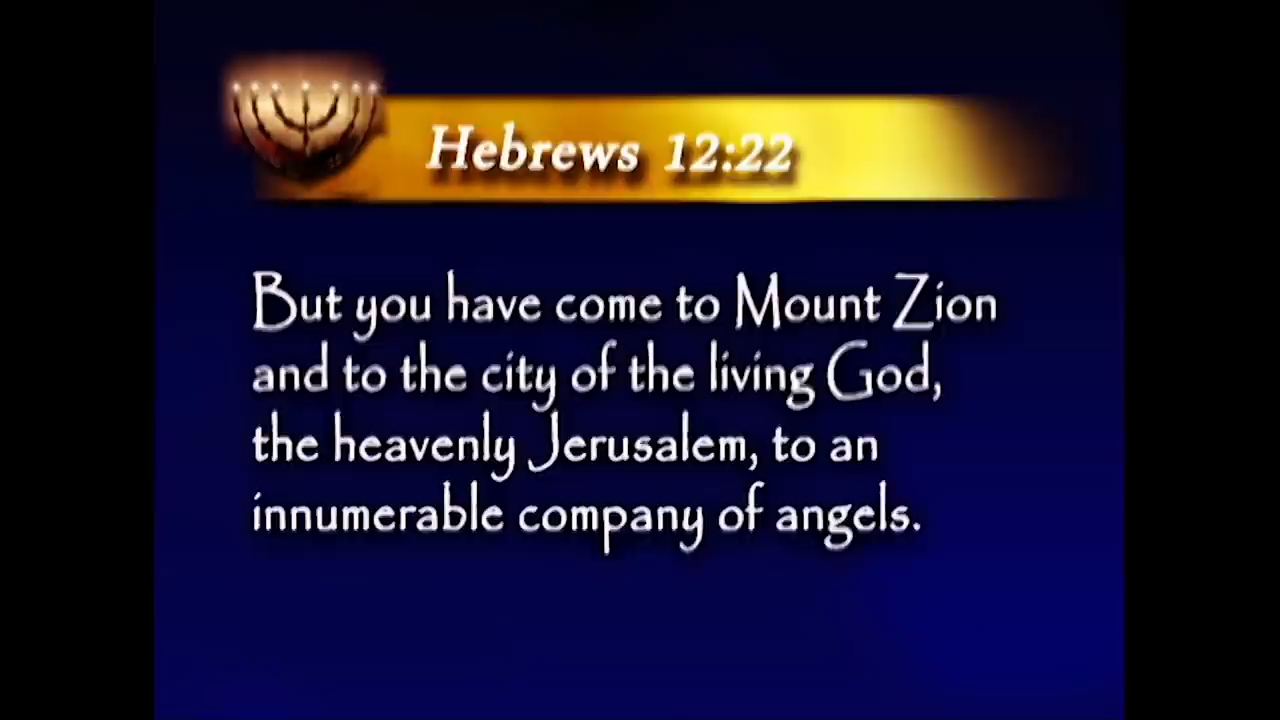 Hebrews 12:22
But you have come to Mount Zion
and to the city of the living God,
the heavenly Jerusalem, to an
innumerable company of angels.